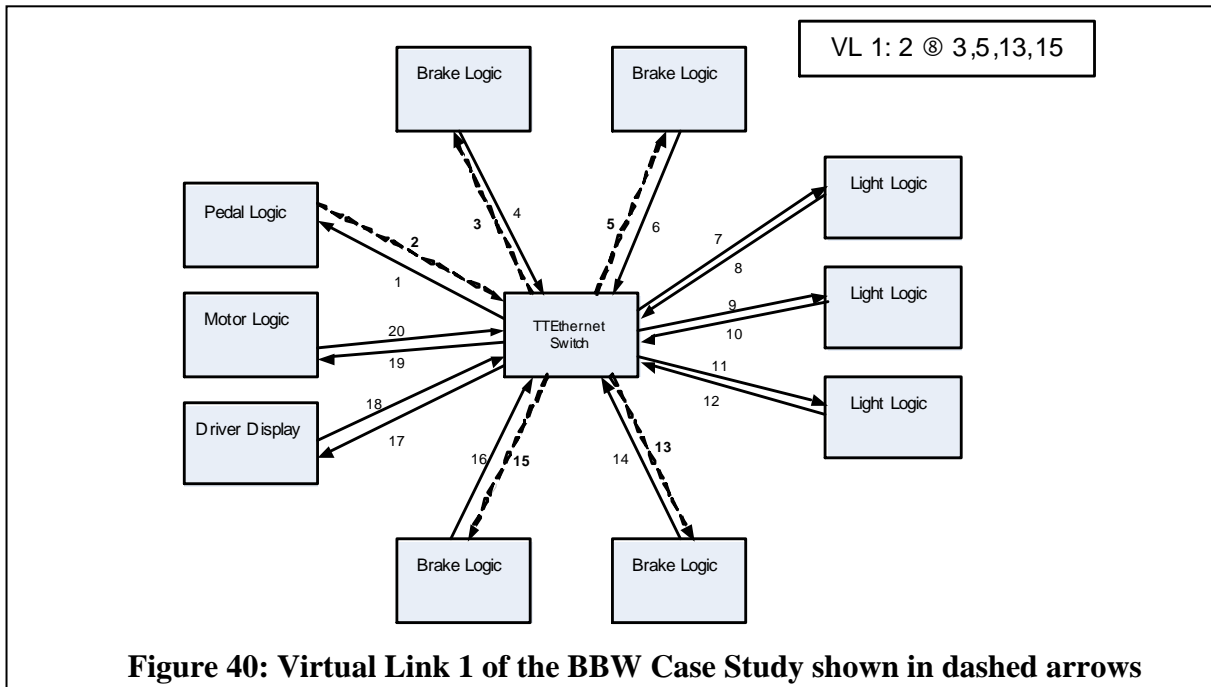 VL 1: 2 ⑧ 3,5,13,15
Brake Logic
Brake Logic
Light Logic
Pedal Logic
2
1
3
4
5
6
7
8
Motor Logic
20
19
TTEthernet
Switch
9
10
Light Logic
11
12
Light Logic
Driver Display
18
17
16
15
14
13
Brake Logic
Brake Logic
Figure 40: Virtual Link 1 of the BBW Case Study shown in dashed arrows